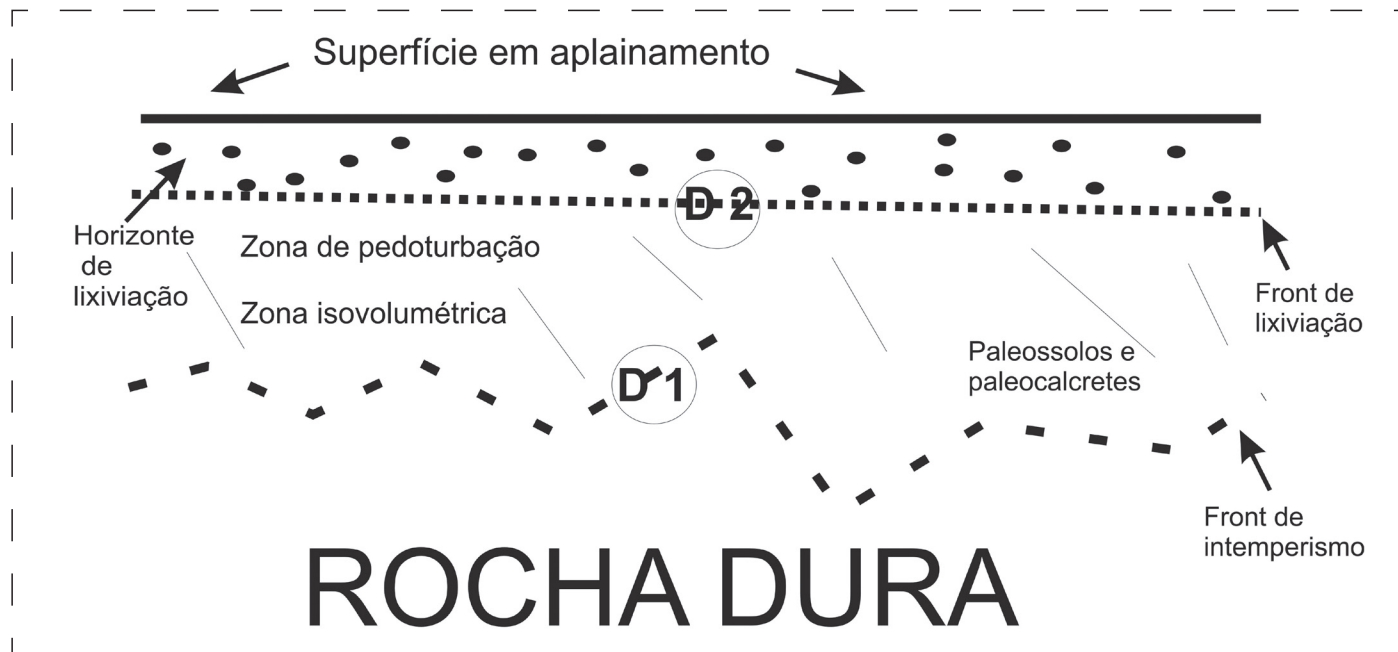 Superfície em aplainamento
D 2
Horizonte
de
lixiviação
Zona de pedoturbação
Zona isovolumétrica
Front de
lixiviação
Paleossolos e
paleocalcretes
D 1
Front de
intemperismo
ROCHA DURA